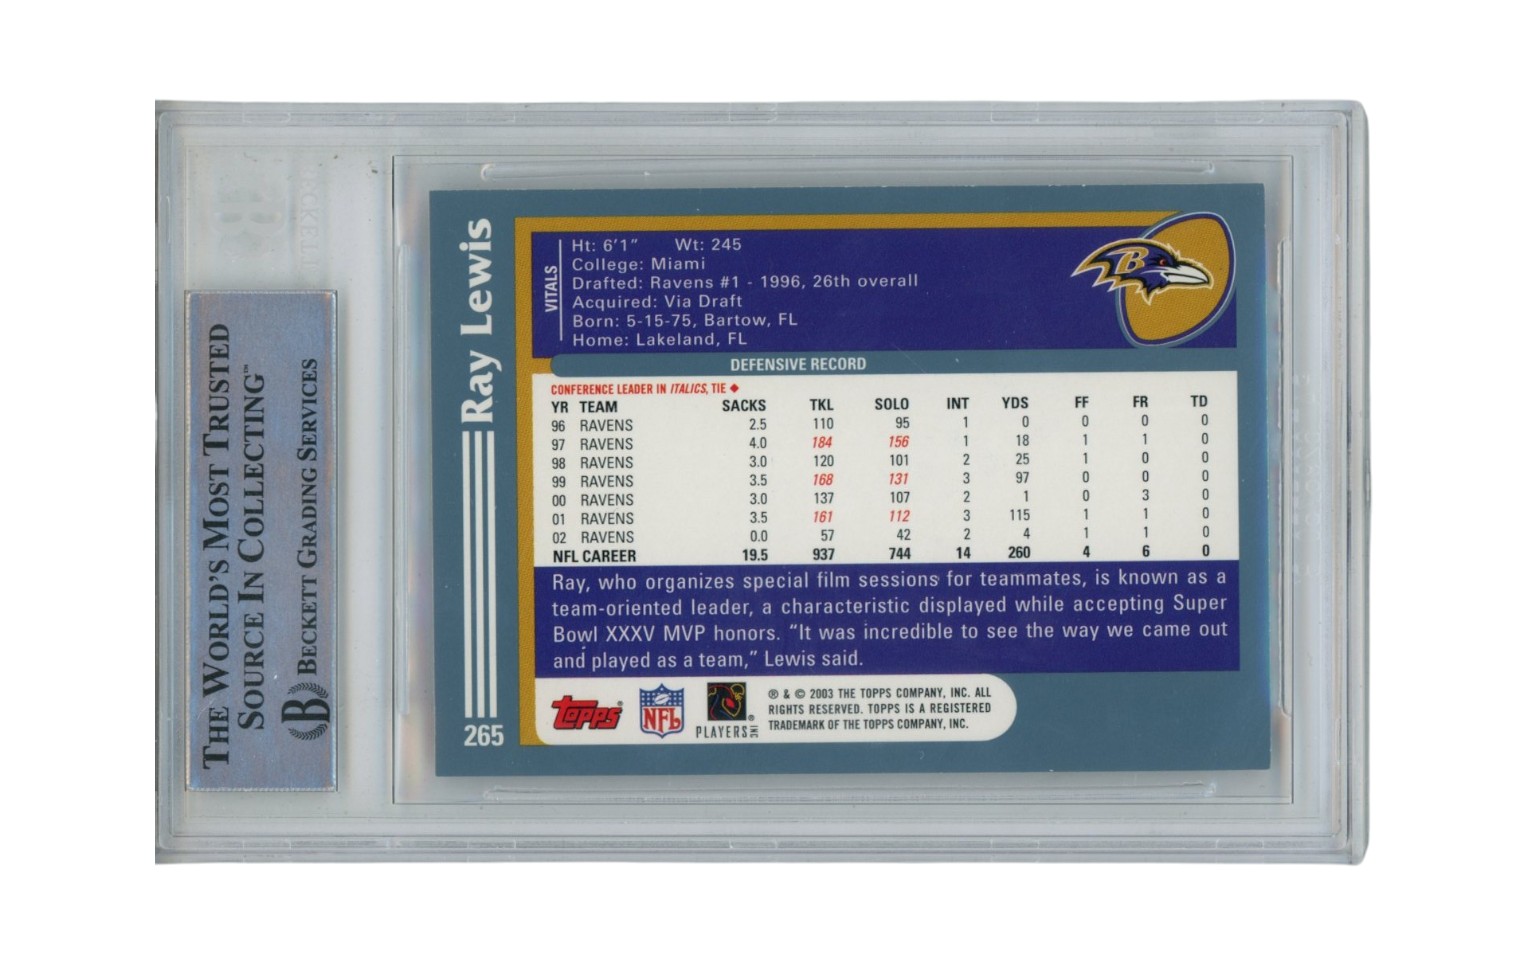 THE WORLD'S MOST TRUSTED
SOURCE IN COLLECTING™
BECKETT GRADING SERVICES
B
Ray Lewis
265
VITALS
Ht: 6'1" Wt: 245
College: Miami
Drafted: Ravens #1 - 1996, 26th overall
Acquired: Via Draft
Born: 5-15-75, Bartow, FL
Home: Lakeland, FL
B
DEFENSIVE RECORD
CONFERENCE LEADER IN ITALICS, TIE ◆
YR TEAM SACKS TKL SOLO INT YDS FF FR TD
96 RAVENS 2.5 110 95 1 0 0 0 0
97 RAVENS 4.0 184 156 1 18 1 1 0
98 RAVENS 3.0 120 101 2 25 1 0 0
99 RAVENS 3.5 168 131 3 97 0 0 0
00 RAVENS 3.0 137 107 2 1 0 3 0
01 RAVENS 3.5 161 112 3 115 1 1 0
02 RAVENS 0.0 57 42 2 4 1 1 0
NFL CAREER 19.5 937 744 14 260 4 6 0
Ray, who organizes special film sessions for teammates, is known as a
team-oriented leader, a characteristic displayed while accepting Super
Bowl XXXV MVP honors. "It was incredible to see the way we came out
and played as a team," Lewis said.
Topps®
NFL
PLAYERS INC®
® & © 2003 THE TOPPS COMPANY, INC. ALL
RIGHTS RESERVED. TOPPS IS A REGISTERED
TRADEMARK OF THE TOPPS COMPANY, INC.